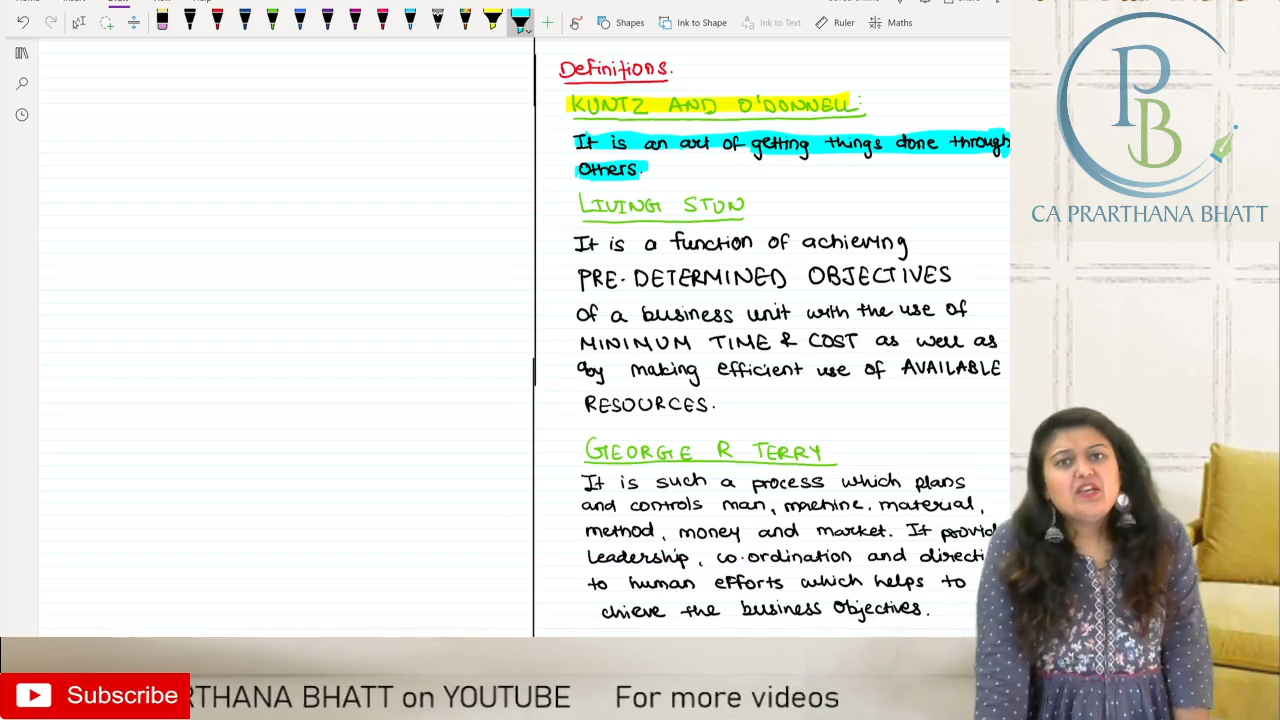 Shapes
Ink to Shape
Ink to Text
Ruler
Maths
Definitions.
KUNTZ AND O'DONNELL:
It is an art of getting things done through
others.
LIVING STON
It is a function of achieving
PRE-DETERMINED OBJECTIVES
Of a business unit with the use of
MINIMUM TIME & COST as well as
by making efficient use of AVAILABLE
RESOURCES.
GEORGE R TERRY
It is such a process which plans
and controls man, machine, material,
method, money and market. It provid
leadership, co-ordination and directi
to human efforts which helps to
chieve the business objectives.
PB
CA PRARTHANA BHATT
Subscribe
RTHANA BHATT on YOUTUBE For more videos